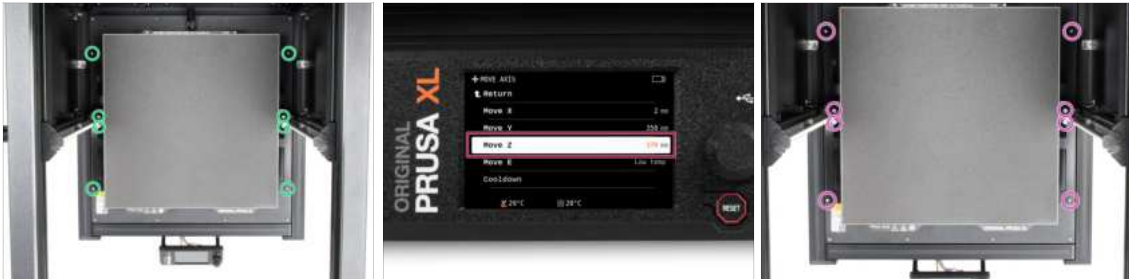 ORIGINAL
PRUSA XL
MOVE AXIS
Return
Move X 2 mm
Move Y 350 mm
Move Z mm
Move E Low temp
Cooldown
20°C 20°C
RESET